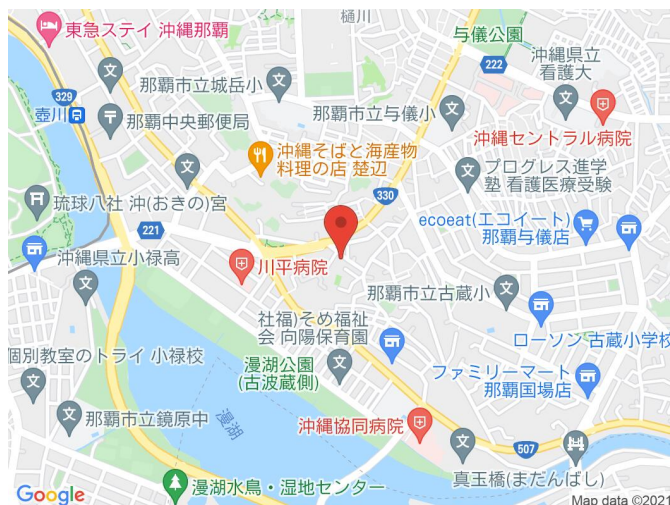 東急ステイ 沖縄那覇
樋川
与儀公園
222
沖縄県立
看護大
那覇市立城岳小
329
壺川
那覇市立与儀小
那覇中央郵便局
沖縄セントラル病院
沖縄そばと海産物
料理の店 楚辺
プログレス進学
塾 看護医療受験
330
琉球八社 沖(おきの)宮
221
ecoeat(エコイート)
那覇与儀店
沖縄県立小禄高
川平病院
那覇市立古蔵小
社福)そめ福祉
会 向陽保育園
ローソン 古蔵小学校
個別教室のトライ 小禄校
漫湖公園
(古波蔵側)
ファミリーマート
那覇国場店
那覇市立鏡原中
漫湖
沖縄協同病院
507
真玉橋(まだんばし)
漫湖水鳥・湿地センター
Google
Map data ©2021